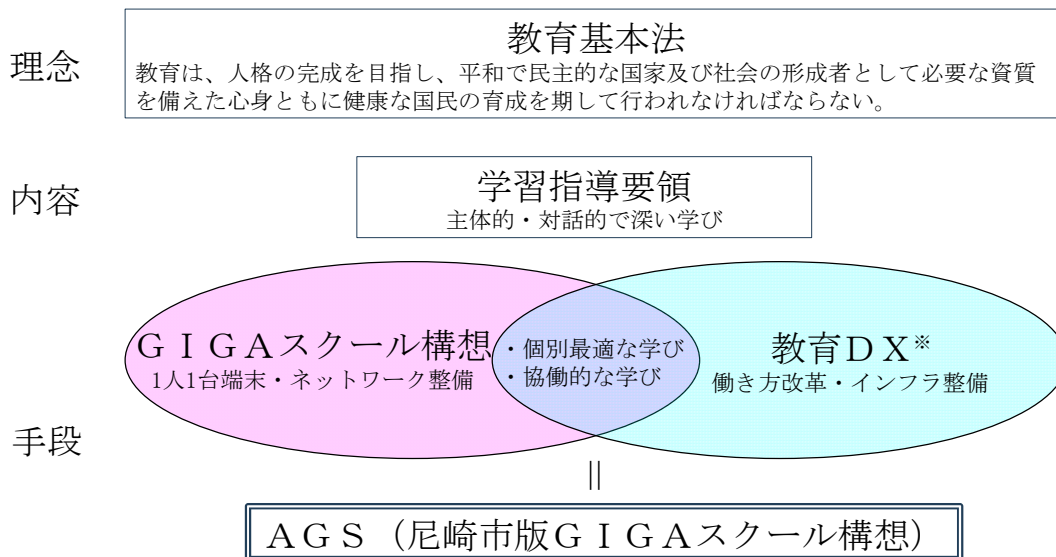 理念
教育基本法
教育は、人格の完成を目指し、平和で民主的な国家及び社会の形成者として必要な資質
を備えた心身ともに健康な国民の育成を期して行われなければならない。
内容
学習指導要領
主体的・対話的で深い学び
ＧＩＧＡスクール構想
1人1台端末・ネットワーク整備
・個別最適な学び
・協働的な学び
教育ＤＸ※
働き方改革・インフラ整備
手段
＝
ＡＧＳ（尼崎市版ＧＩＧＡスクール構想）